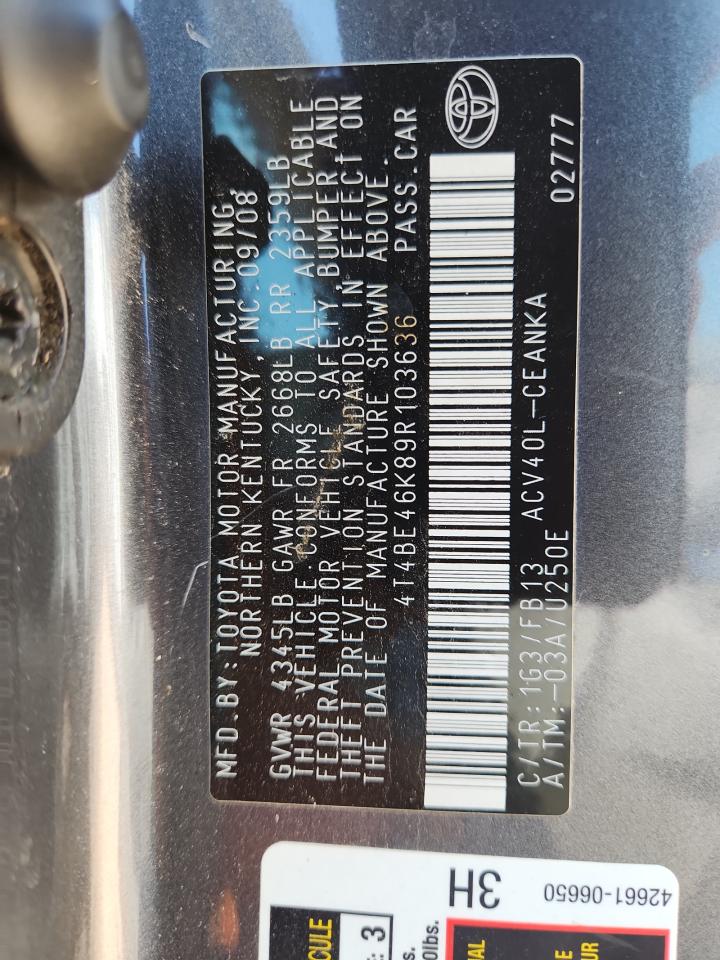 MFD.BY:TOYOTA MOTOR MANUFACTURING,
NORTHERN KENTUCKY, INC.09/08
GVWR 4345LB GAWR FR 2668LB RR 2359LB
THIS VEHICLE CONFORMS TO ALL APPLICABLE
FEDERAL MOTOR VEHICLE SAFETY, BUMPER AND
THEFT PREVENTION STANDARDS IN EFFECT ON
THE DATE OF MANUFACTURE SHOWN ABOVE.
4T4BE46K89R103636 PASS.CAR
C/TR:1G3/FB13 ACV40L-CEANKA
A/TM:-03A/U250E
02777
3H
42661-06650
3